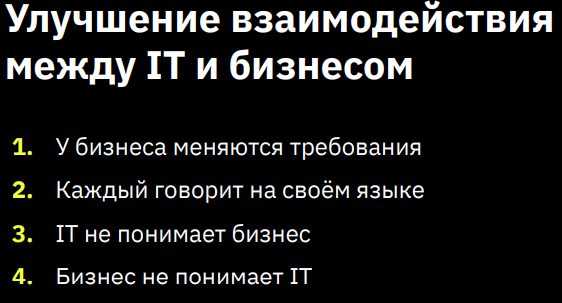 Улучшение взаимодействия
между IT и бизнесом
1. У бизнеса меняются требования
2. Каждый говорит на своём языке
3. IT не понимает бизнес
4. Бизнес не понимает IT